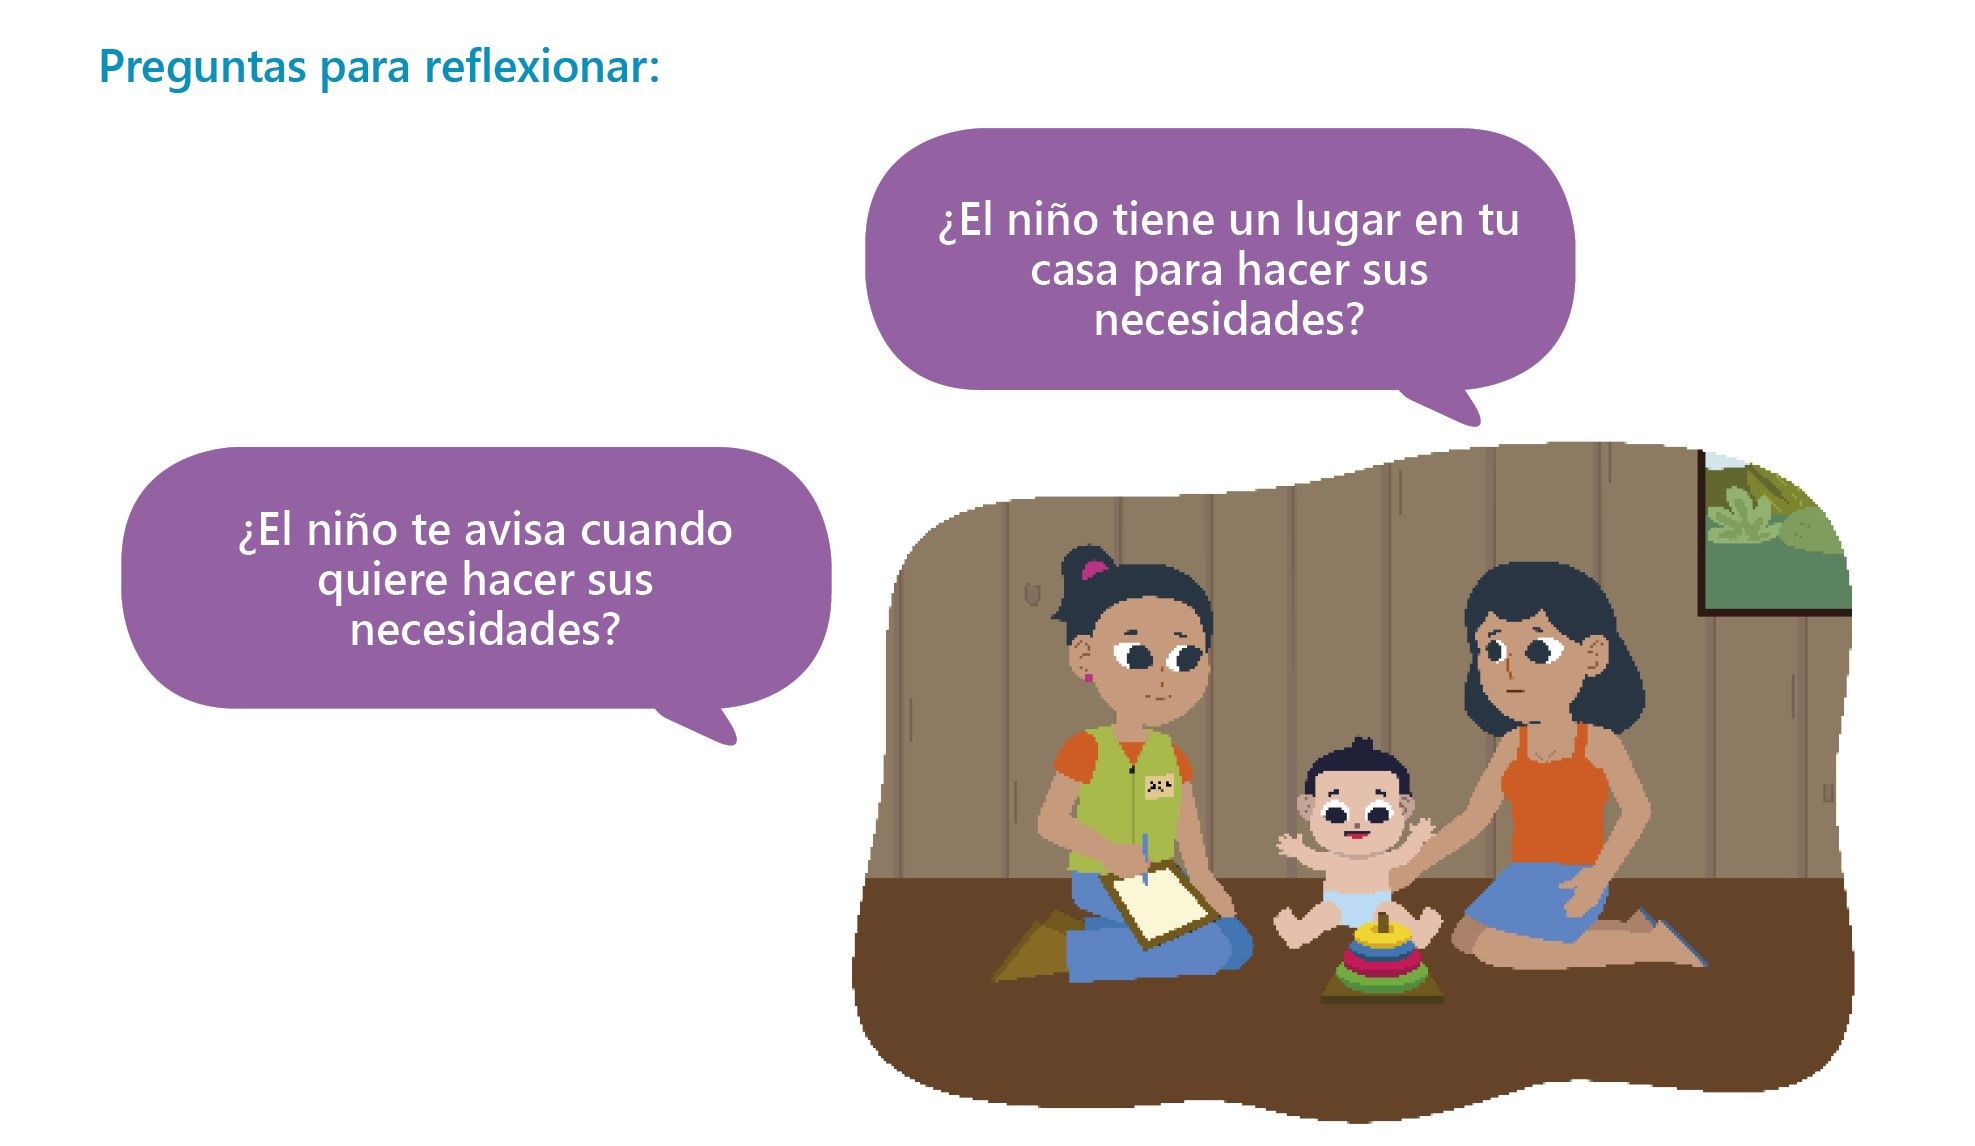 Preguntas para reflexionar:
¿El niño tiene un lugar en tu
casa para hacer sus
necesidades?
¿El niño te avisa cuando
quiere hacer sus
necesidades?